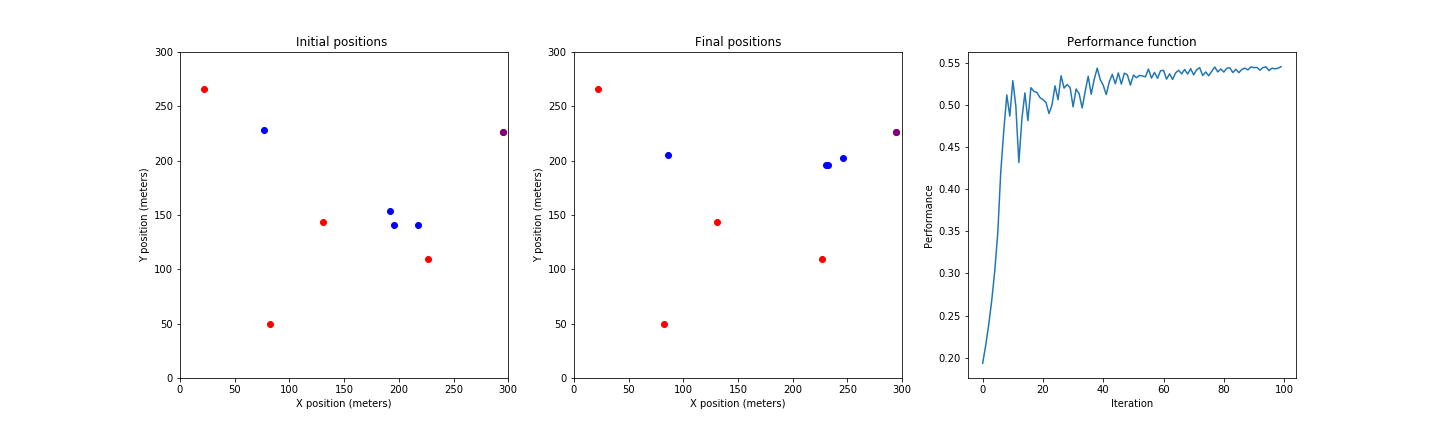 Initial positions
Y position (meters)
300
250
200
150
100
50
0
0 50 100 150 200 250 300
X position (meters)
Final positions
Y position (meters)
300
250
200
150
100
50
0
0 50 100 150 200 250 300
X position (meters)
Performance function
Performance
0.55
0.50
0.45
0.40
0.35
0.30
0.25
0.20
0 20 40 60 80 100
Iteration